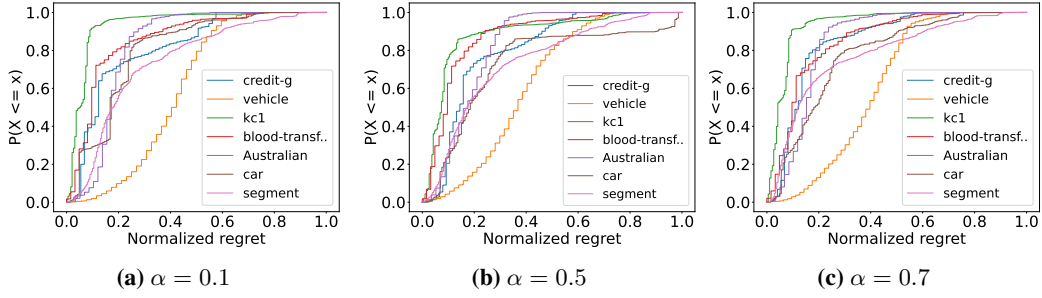 P(X <= x)
1.0
0.8
0.6
0.4
0.2
0.0
credit-g
vehicle
kc1
blood-transf..
Australian
car
segment
0.0 0.2 0.4 0.6 0.8 1.0
Normalized regret
(a) α = 0.1
P(X <= x)
1.0
0.8
0.6
0.4
0.2
0.0
credit-g
vehicle
kc1
blood-transf..
Australian
car
segment
0.0 0.2 0.4 0.6 0.8 1.0
Normalized regret
(b) α = 0.5
P(X <= x)
1.0
0.8
0.6
0.4
0.2
0.0
credit-g
vehicle
kc1
blood-transf..
Australian
car
segment
0.0 0.2 0.4 0.6 0.8 1.0
Normalized regret
(c) α = 0.7